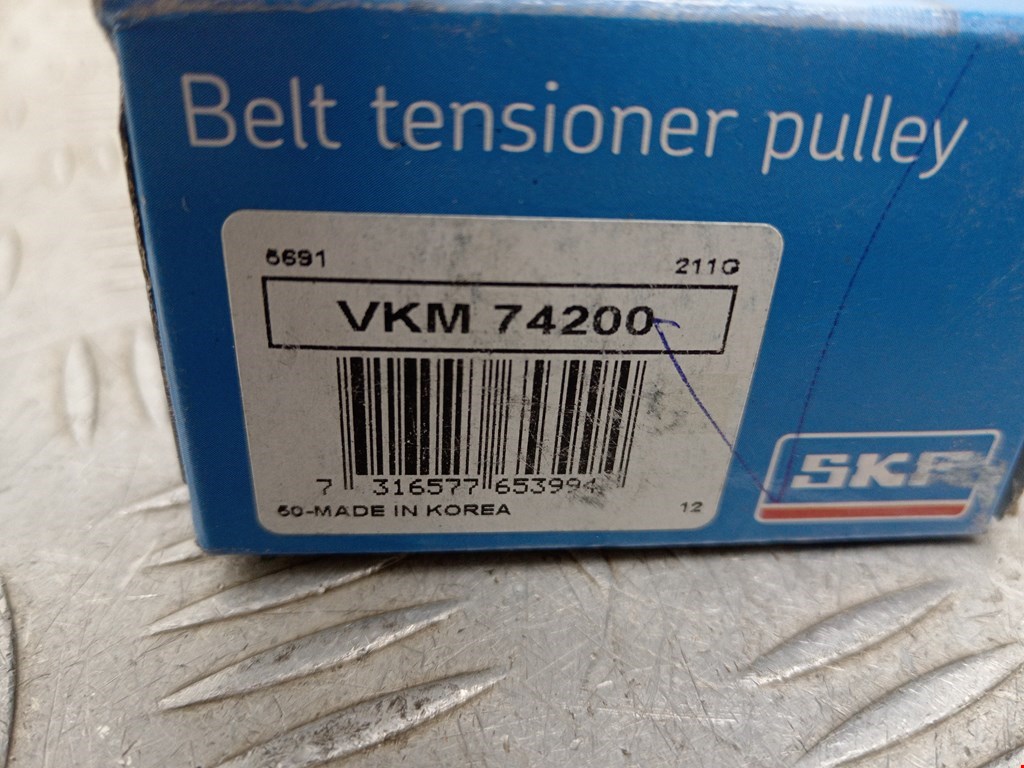 Belt tensioner pulley
5691
211G
VKM 74200
7 316577 653994
50-MADE IN KOREA
12
SKF